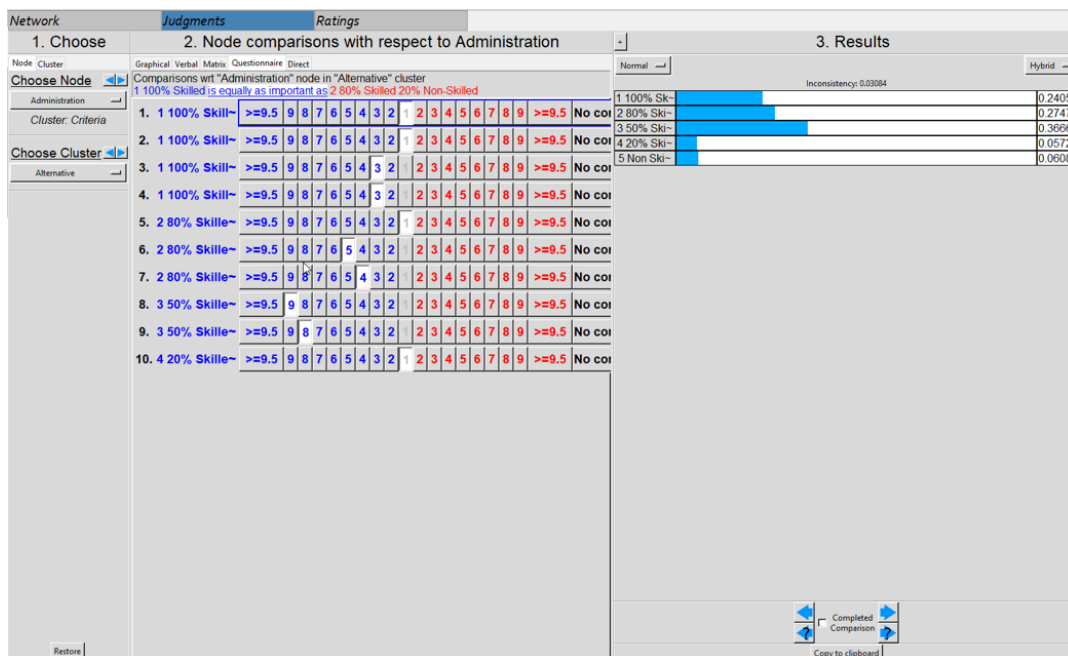 Network Judgments Ratings
1. Choose
Node Cluster
Choose Node
Administration
Cluster: Criteria
Choose Cluster
Alternative
Restore
2. Node comparisons with respect to Administration
Graphical Verbal Matrix Questionnaire Direct
Comparisons wrt "Administration" node in "Alternative" cluster
1 100% Skilled is equally as important as 2 80% Skilled 20% Non-Skilled
1. 1 100% Skill~ >=9.5 9 8 7 6 5 4 3 2 1 2 3 4 5 6 7 8 9 >=9.5 No cor
2. 1 100% Skill~ >=9.5 9 8 7 6 5 4 3 2 1 2 3 4 5 6 7 8 9 >=9.5 No cor
3. 1 100% Skill~ >=9.5 9 8 7 6 5 4 3 2 1 2 3 4 5 6 7 8 9 >=9.5 No cor
4. 1 100% Skill~ >=9.5 9 8 7 6 5 4 3 2 1 2 3 4 5 6 7 8 9 >=9.5 No cor
5. 2 80% Skille~ >=9.5 9 8 7 6 5 4 3 2 1 2 3 4 5 6 7 8 9 >=9.5 No cor
6. 2 80% Skille~ >=9.5 9 8 7 6 5 4 3 2 1 2 3 4 5 6 7 8 9 >=9.5 No cor
7. 2 80% Skille~ >=9.5 9 8 7 6 5 4 3 2 1 2 3 4 5 6 7 8 9 >=9.5 No cor
8. 3 50% Skille~ >=9.5 9 8 7 6 5 4 3 2 1 2 3 4 5 6 7 8 9 >=9.5 No cor
9. 3 50% Skille~ >=9.5 9 8 7 6 5 4 3 2 1 2 3 4 5 6 7 8 9 >=9.5 No cor
10. 4 20% Skille~ >=9.5 9 8 7 6 5 4 3 2 1 2 3 4 5 6 7 8 9 >=9.5 No cor
- 3. Results
Normal Hybrid
Inconsistency: 0.03084
1 100% Sk~ 0.2405
2 80% Ski~ 0.2747
3 50% Ski~ 0.3666
4 20% Ski~ 0.0572
5 Non Ski~ 0.0608
Completed
Comparison
Copy to clipboard